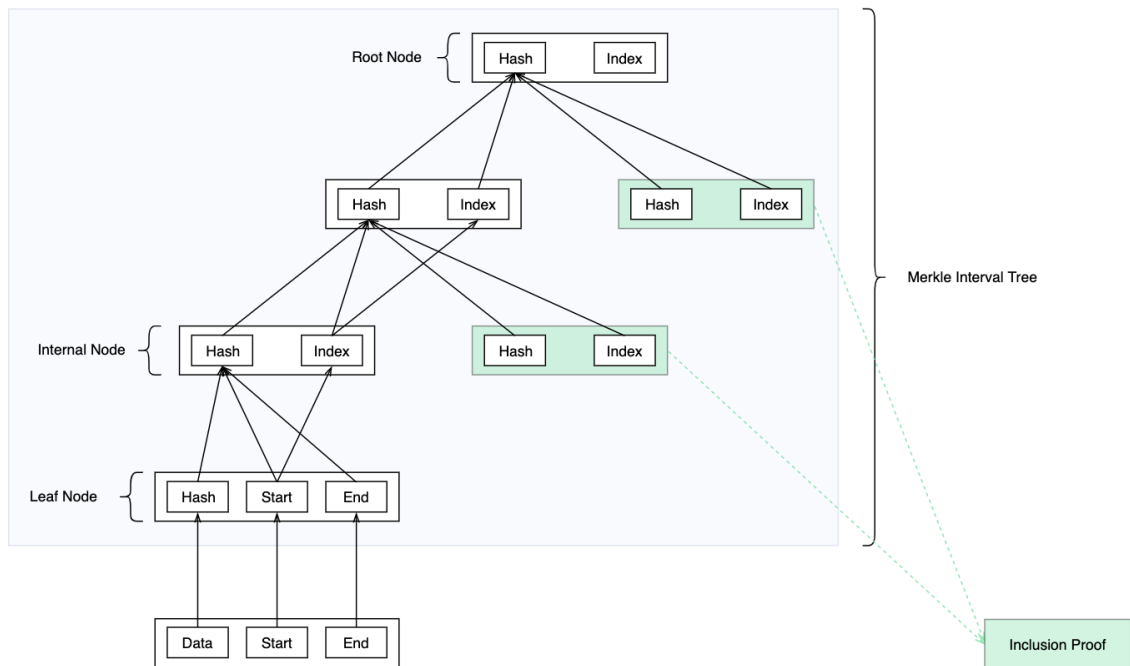 Root Node
Hash Index
Hash Index Hash Index
Merkle Interval Tree
Internal Node
Hash Index Hash Index
Leaf Node
Hash Start End
Data Start End
Inclusion Proof